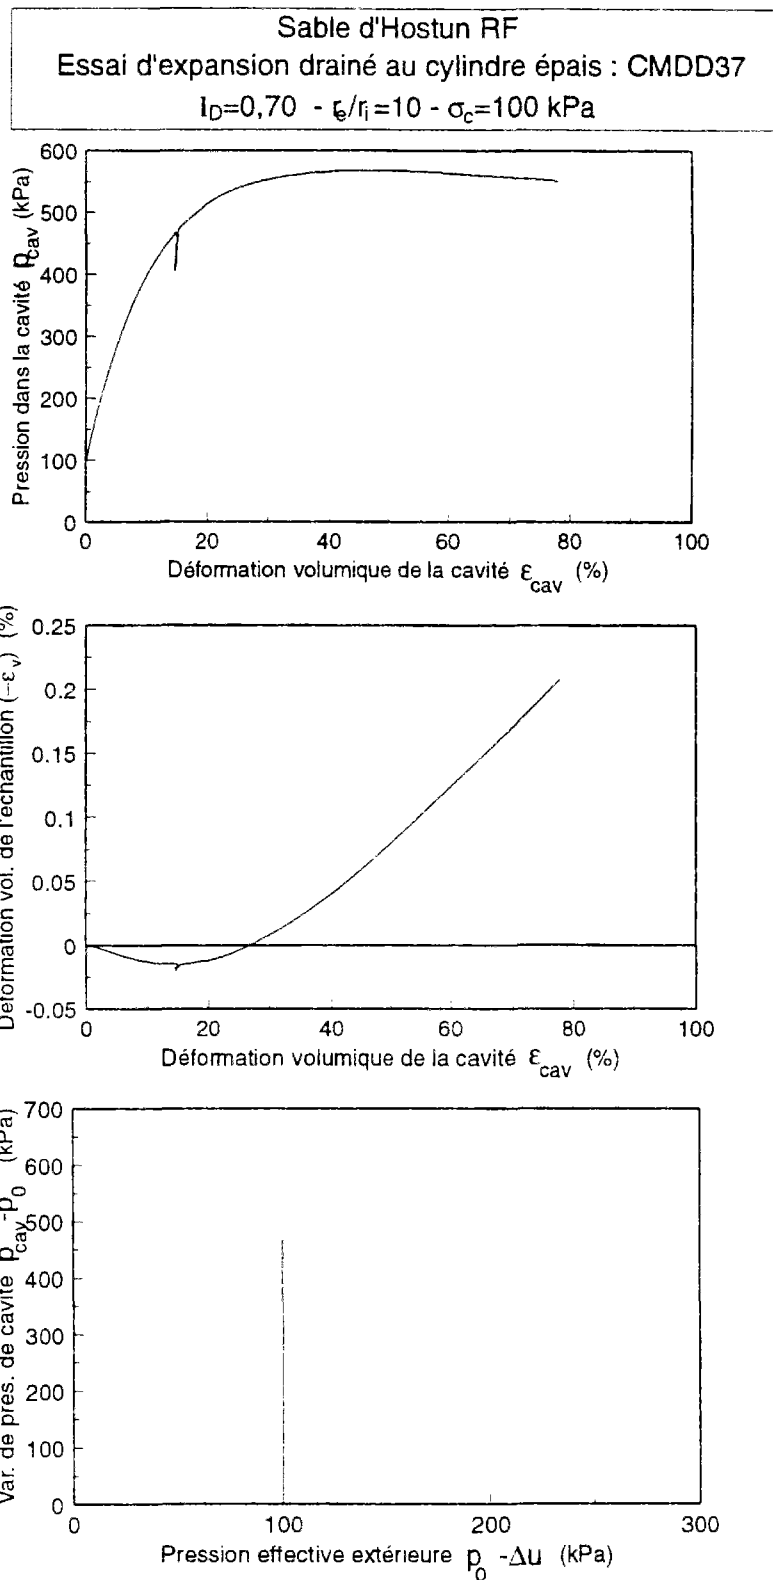 Sable d'Hostun RF
Essai d'expansion drainé au cylindre épais : CMDD37
I_D=0,70 - r_e/r_i=10 - σ_c=100 kPa
Pression dans la cavité p_cav (kPa)
600
500
400
300
200
100
0
0 20 40 60 80 100
Déformation volumique de la cavité ε_cav (%)
Déformation vol. de l'échantillon (-ε_v) (%)
0.25
0.2
0.15
0.1
0.05
0
-0.05
0 20 40 60 80 100
Déformation volumique de la cavité ε_cav (%)
Var. de pres. de cavité p_cav -p_0 (kPa)
700
600
500
400
300
200
100
0
0 100 200 300
Pression effective extérieure p_o -Δu (kPa)